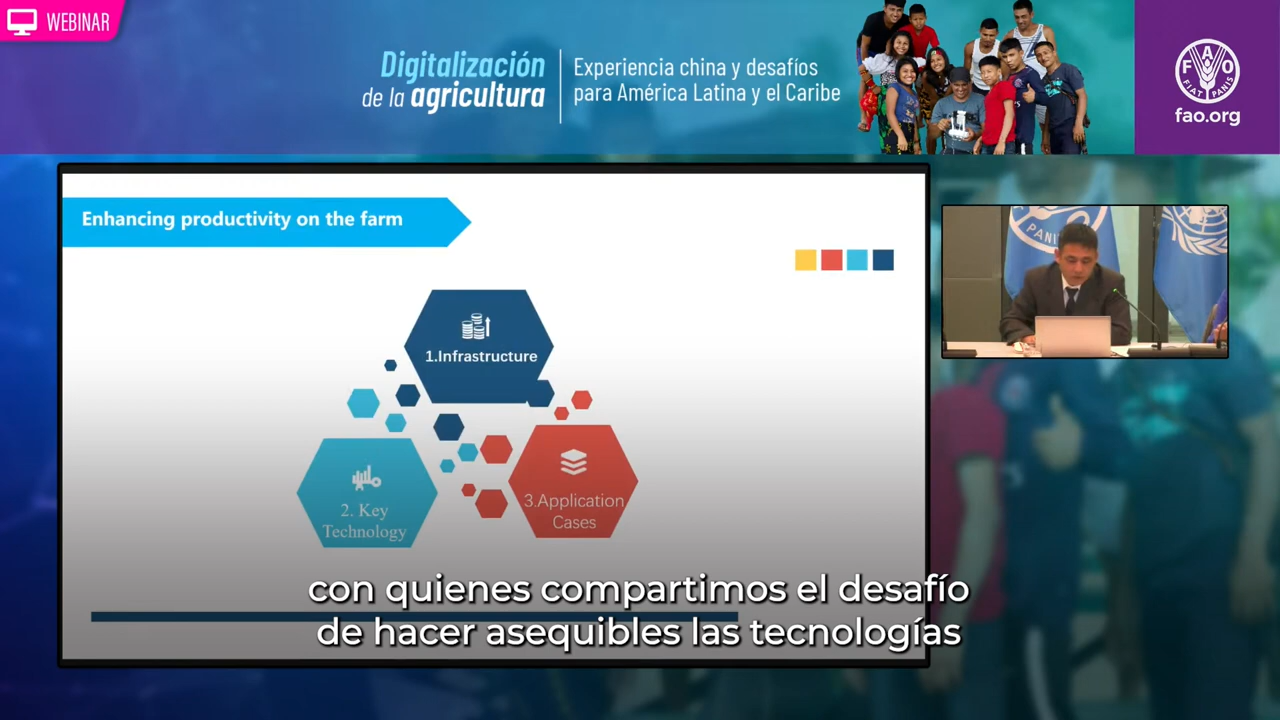 WEBINAR
Digitalización
de la agricultura
Experiencia china y desafíos
para América Latina y el Caribe
FAO
FIAT PANIS
fao.org
Enhancing productivity on the farm
1.Infrastructure
2. Key
Technology
3.Application
Cases
PANI
con quienes compartimos el desafío
de hacer asequibles las tecnologías